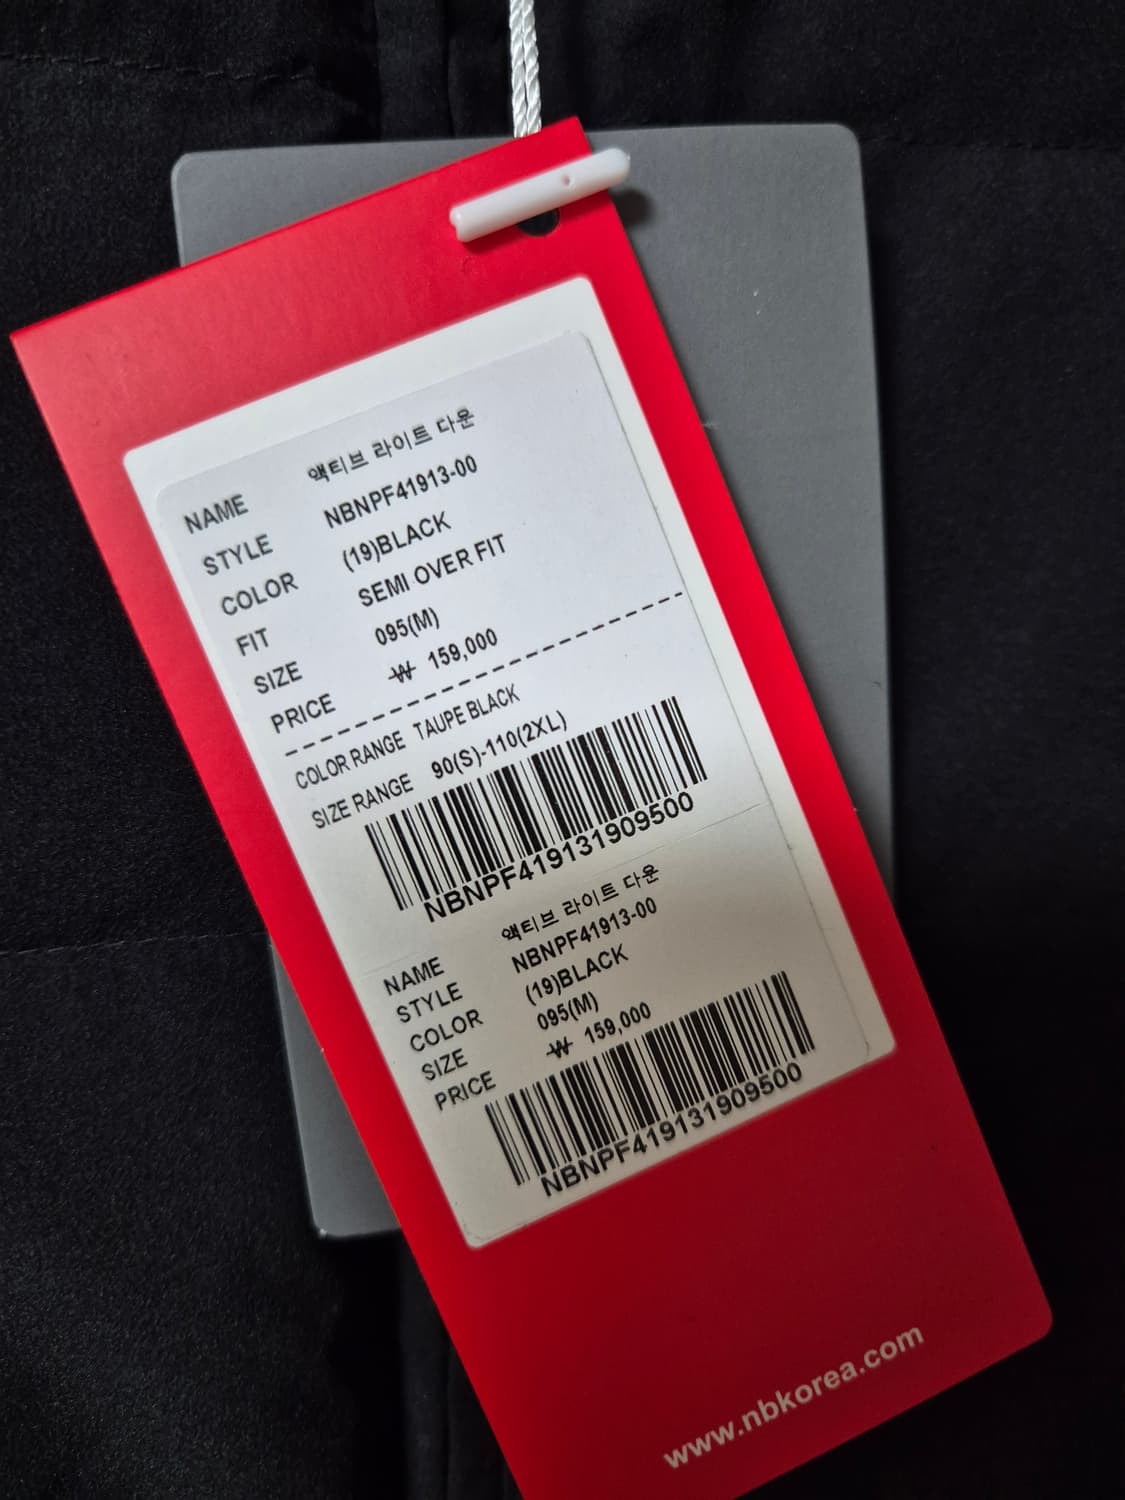 NAME 액티브 라이트 다운
STYLE NBNPF41913-00
COLOR (19)BLACK
FIT SEMI OVER FIT
SIZE 095(M)
PRICE ₩ 159,000
COLOR RANGE TAUPE BLACK
SIZE RANGE 90(S)-110(2XL)
NBNPF419131909500
NAME 액티브 라이트 다운
STYLE NBNPF41913-00
COLOR (19)BLACK
SIZE 095(M)
PRICE ₩ 159,000
NBNPF419131909500
www.nbkorea.com